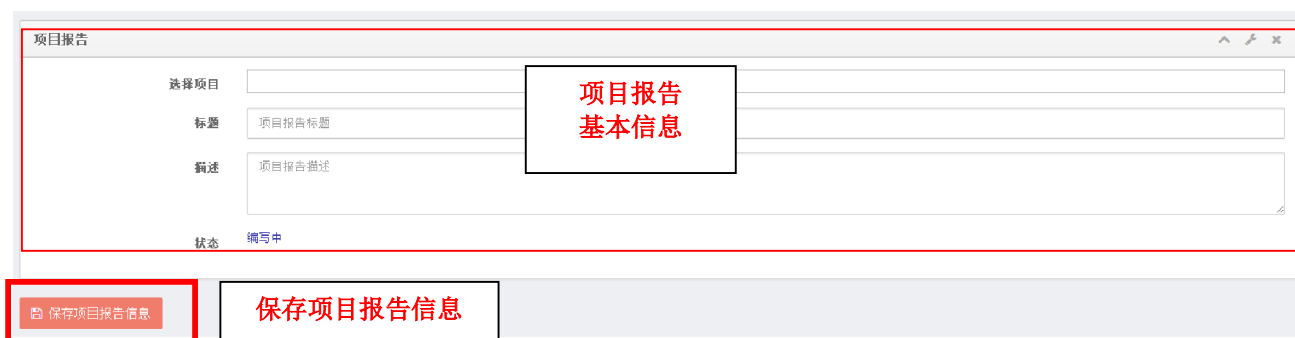 项目报告
选择项目
项目报告
基本信息
标题
项目报告标题
描述
项目报告描述
状态
编写中
保存项目报告信息
保存项目报告信息